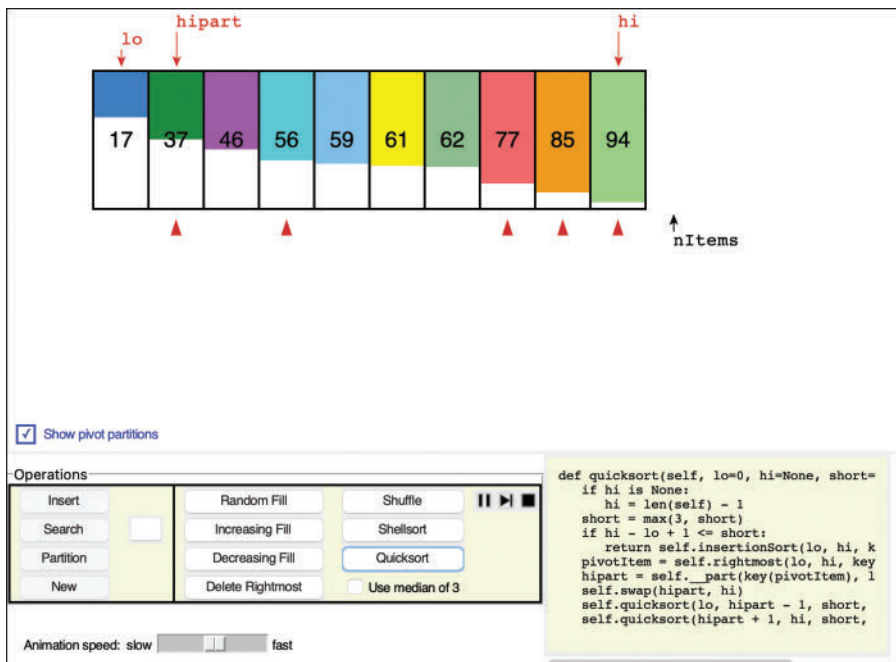 lo
hipart
hi
17 37 46 56 59 61 62 77 85 94
nItems
Show pivot partitions
Operations
Insert
Search
Partition
New
Random Fill
Increasing Fill
Decreasing Fill
Delete Rightmost
Shuffle
Shellsort
Quicksort
Use median of 3
Animation speed: slow fast
def quicksort(self, lo=0, hi=None, short=
if hi is None:
hi = len(self) - 1
short = max(3, short)
if hi - lo + 1 <= short:
return self.insertionSort(lo, hi, k
pivotItem = self.rightmost(lo, hi, key
hipart = self.__part(key(pivotItem), l
self.swap(hipart, hi)
self.quicksort(lo, hipart - 1, short,
self.quicksort(hipart + 1, hi, short,